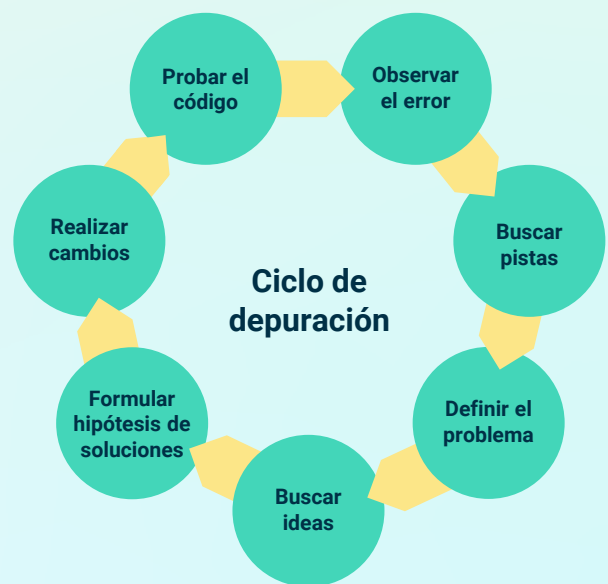 Ciclo de
depuración
Probar el
código
Observar
el error
Buscar
pistas
Definir el
problema
Buscar
ideas
Formular
hipótesis de
soluciones
Realizar
cambios